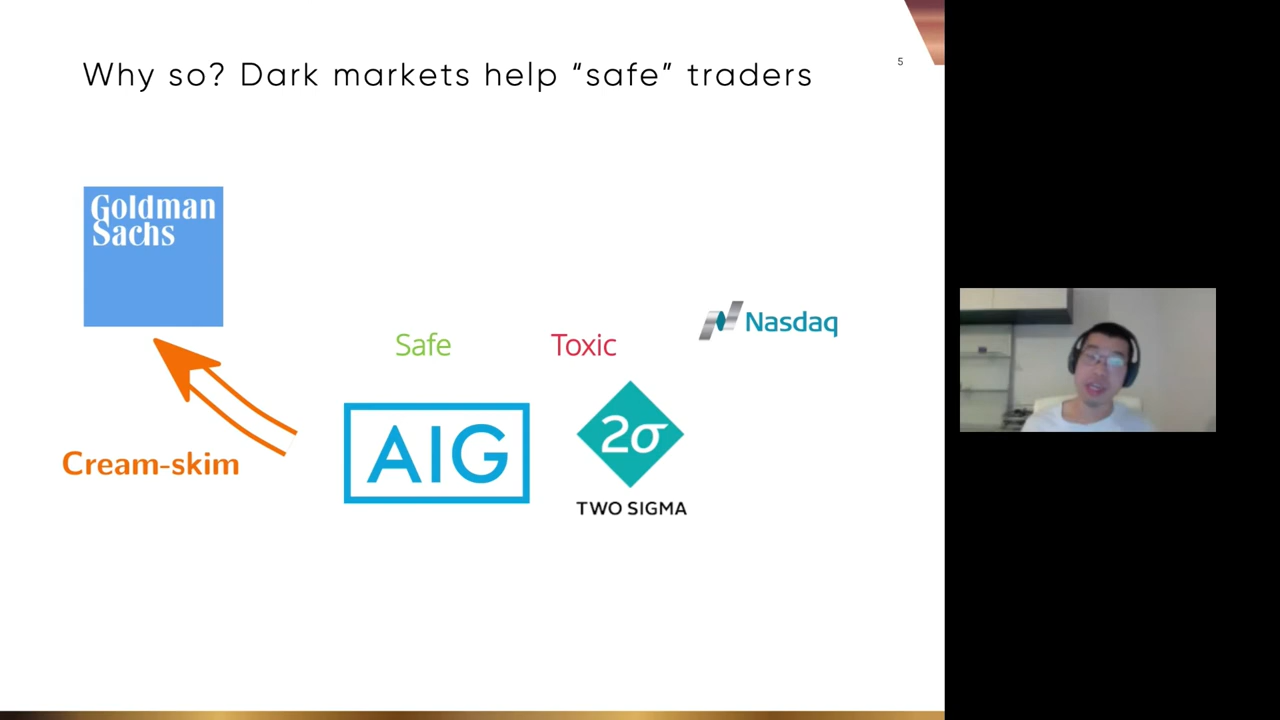 Why so? Dark markets help “safe” traders
5
Goldman
Sachs
Nasdaq
Safe
Toxic
Cream-skim
AIG
2σ
TWO SIGMA